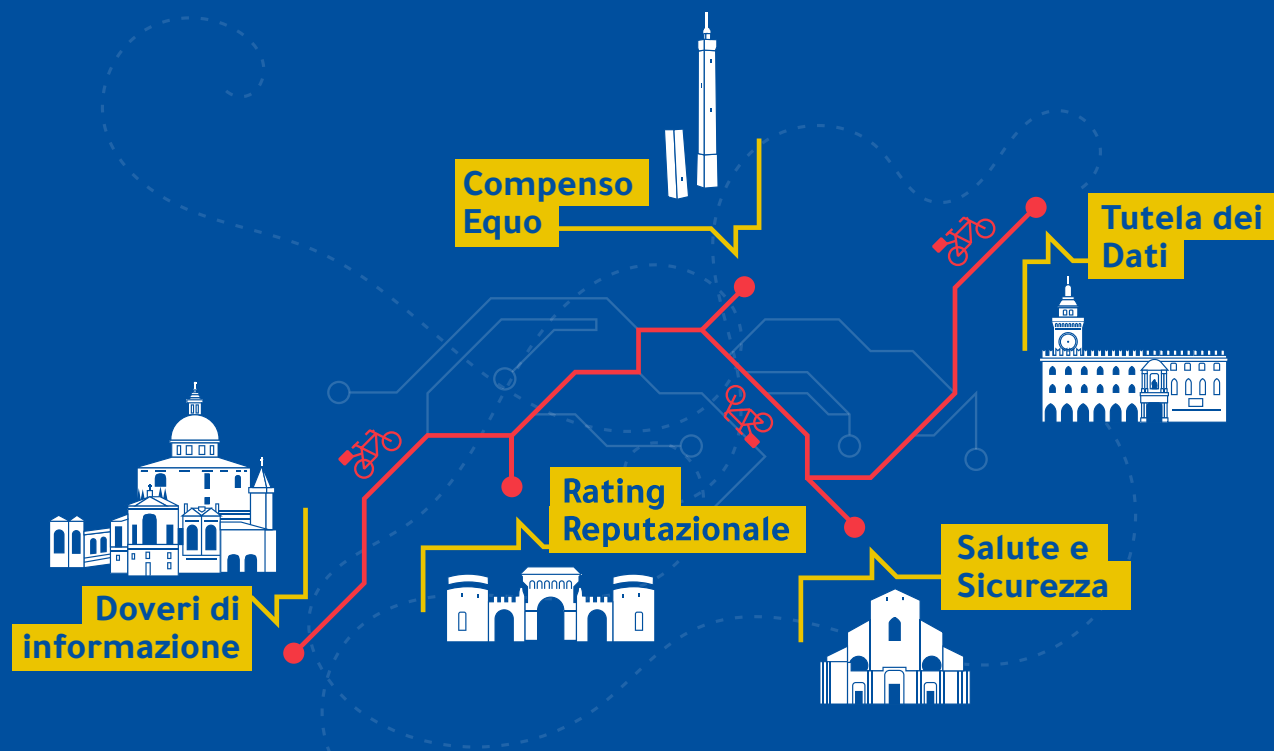 Compenso
Equo
Tutela dei
Dati
Rating
Reputazionale
Salute e
Sicurezza
Doveri di
informazione